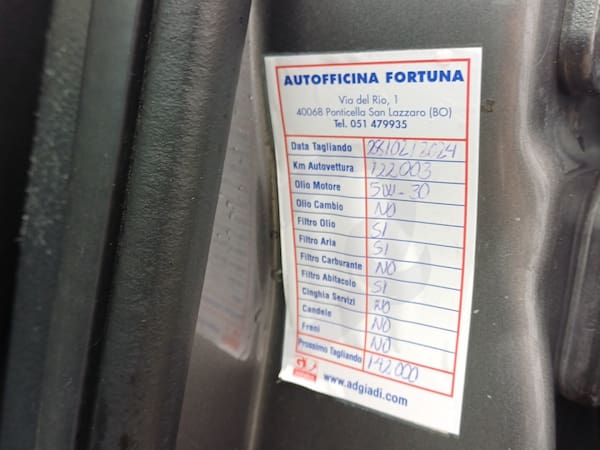 AUTOFFICINA FORTUNA
Via del Rio, 1
40068 Ponticella San Lazzaro (BO)
Tel. 051 479935
Data Tagliando 28/02/2024
Km Autovettura 122003
Olio Motore 5W-30
Olio Cambio NO
Filtro Olio SI
Filtro Aria SI
Filtro Carburante NO
Filtro Abitacolo SI
Cinghia Servizi NO
Candele NO
Freni NO
Prossimo Tagliando 142.000
www.adgiadi.com